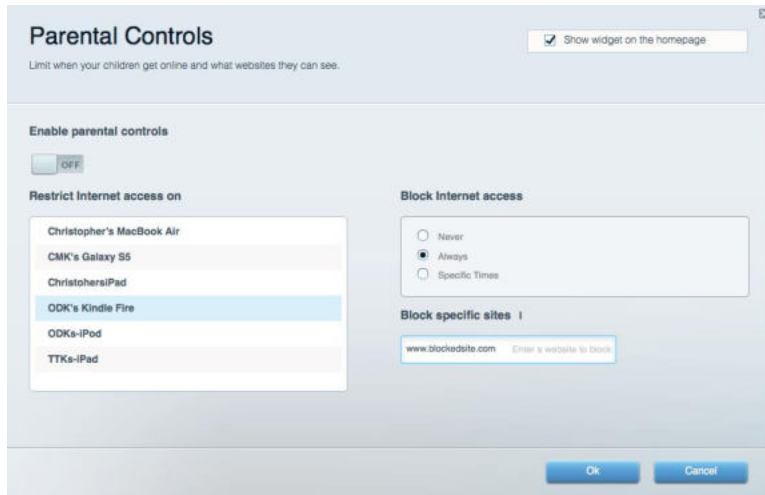 Parental Controls
Show widget on the homepage
Limit when your children get online and what websites they can see.
Enable parental controls
OFF
Restrict Internet access on
Christopher's MacBook Air
CMK's Galaxy S5
ChristohersiPad
ODK's Kindle Fire
ODKs-iPod
TTKs-iPad
Block Internet access
Never
Always
Specific Times
Block specific sites
www.blockedsite.com Enter a website to block
Ok
Cancel